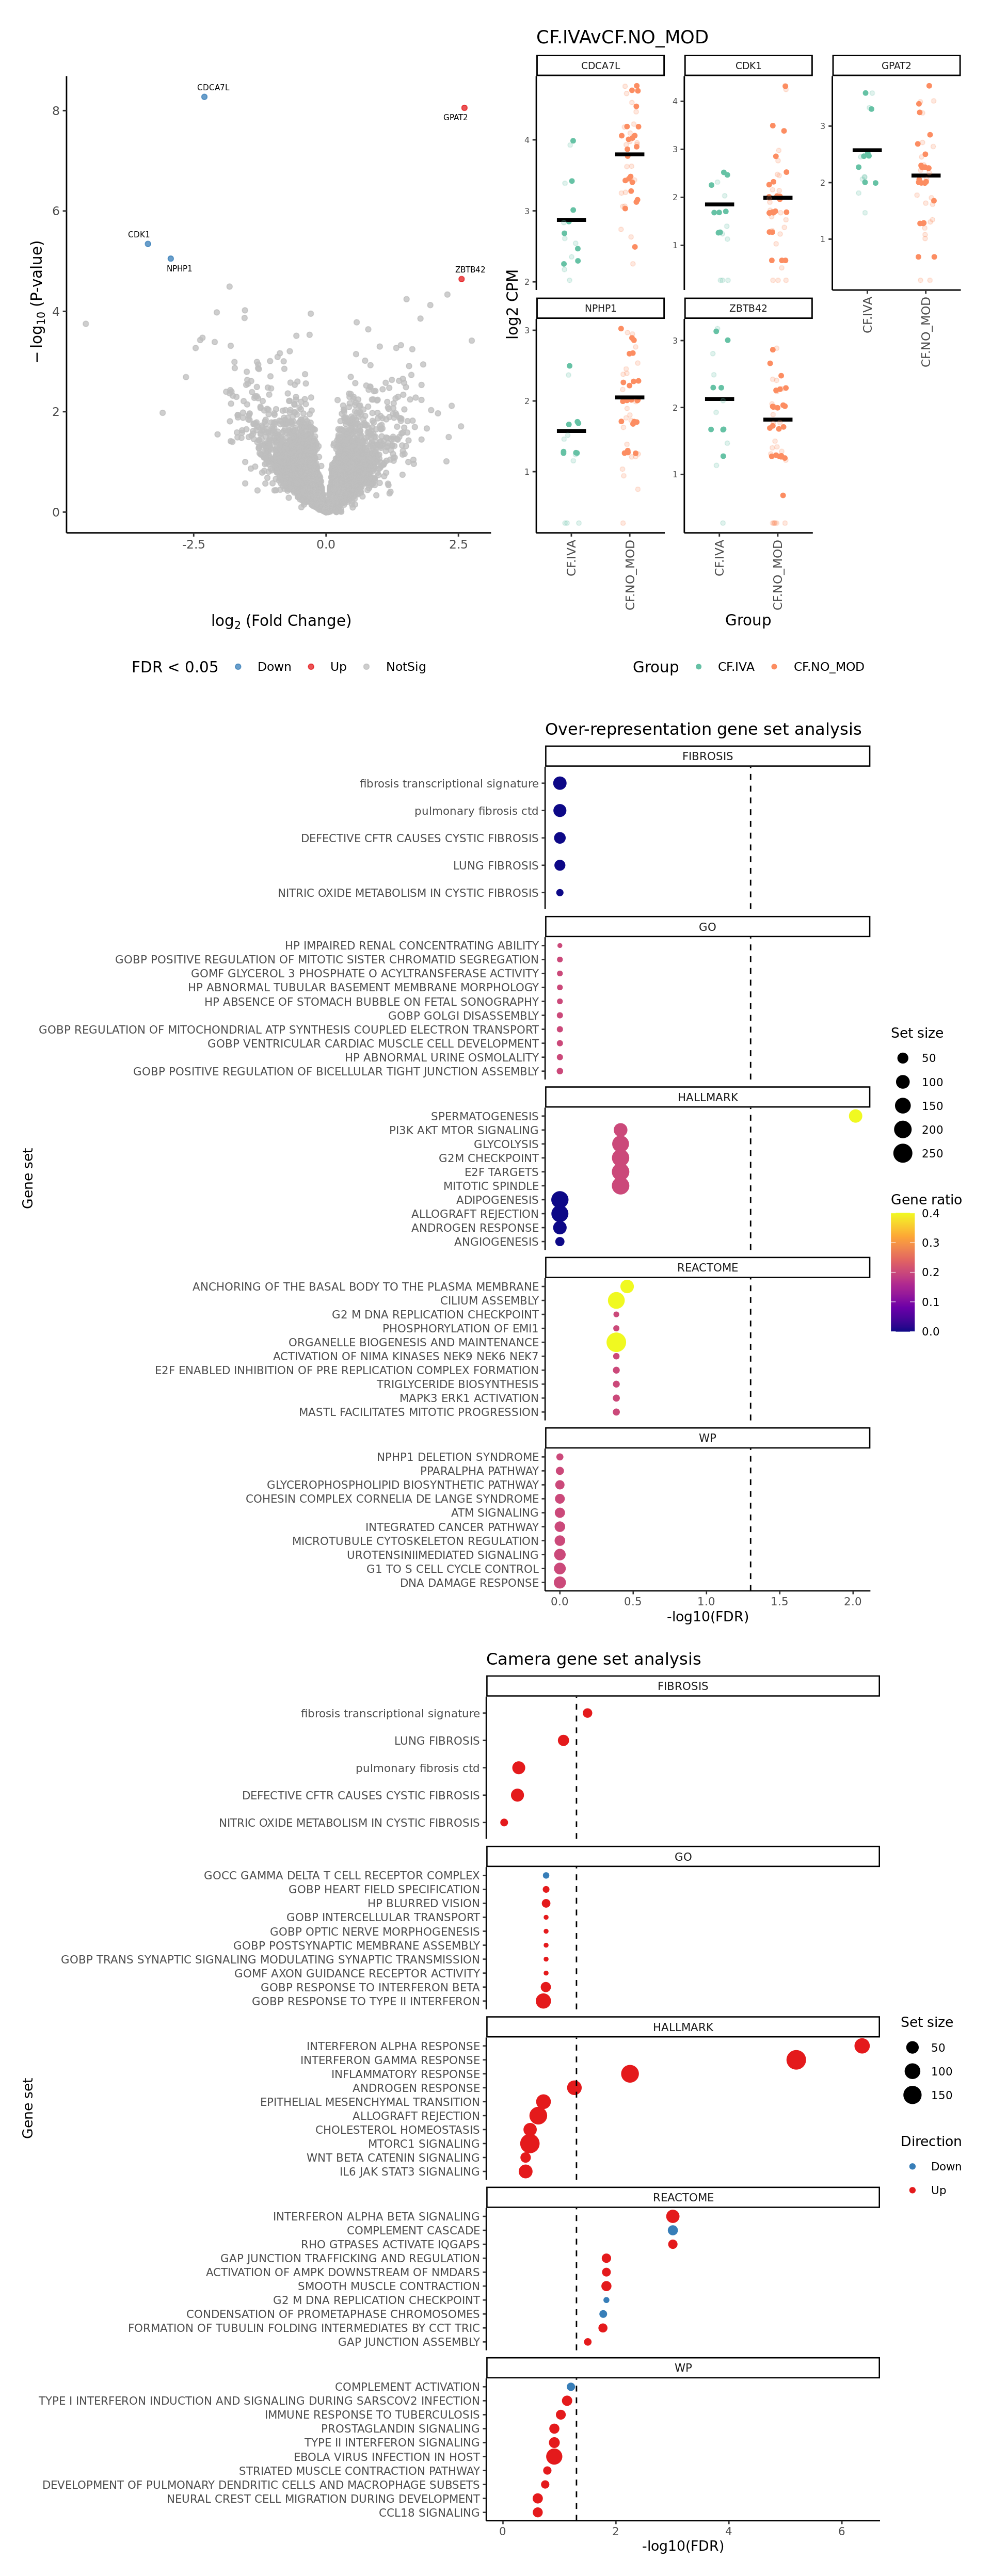 CF.IVAvCF.NO_MOD
CDCA7L
GPAT2
CDK1
NPHP1
ZBTB42
8
6
4
2
0
-2.5
0.0
2.5
− log10 (P-value)
log2 (Fold Change)
FDR < 0.05
Down
Up
NotSig
CDCA7L
CDK1
GPAT2
4
3
2
4
3
2
1
3
2
1
NPHP1
ZBTB42
3
2
1
3
2
1
CF.IVA
CF.NO_MOD
CF.IVA
CF.NO_MOD
CF.IVA
CF.NO_MOD
log2 CPM
Group
Group
CF.IVA
CF.NO_MOD
Over-representation gene set analysis
FIBROSIS
fibrosis transcriptional signature
pulmonary fibrosis ctd
DEFECTIVE CFTR CAUSES CYSTIC FIBROSIS
LUNG FIBROSIS
NITRIC OXIDE METABOLISM IN CYSTIC FIBROSIS
GO
HP IMPAIRED RENAL CONCENTRATING ABILITY
GOBP POSITIVE REGULATION OF MITOTIC SISTER CHROMATID SEGREGATION
GOMF GLYCEROL 3 PHOSPHATE O ACYLTRANSFERASE ACTIVITY
HP ABNORMAL TUBULAR BASEMENT MEMBRANE MORPHOLOGY
HP ABSENCE OF STOMACH BUBBLE ON FETAL SONOGRAPHY
GOBP GOLGI DISASSEMBLY
GOBP REGULATION OF MITOCHONDRIAL ATP SYNTHESIS COUPLED ELECTRON TRANSPORT
GOBP VENTRICULAR CARDIAC MUSCLE CELL DEVELOPMENT
HP ABNORMAL URINE OSMOLALITY
GOBP POSITIVE REGULATION OF BICELLULAR TIGHT JUNCTION ASSEMBLY
HALLMARK
SPERMATOGENESIS
PI3K AKT MTOR SIGNALING
GLYCOLYSIS
G2M CHECKPOINT
E2F TARGETS
MITOTIC SPINDLE
ADIPOGENESIS
ALLOGRAFT REJECTION
ANDROGEN RESPONSE
ANGIOGENESIS
REACTOME
ANCHORING OF THE BASAL BODY TO THE PLASMA MEMBRANE
CILIUM ASSEMBLY
G2 M DNA REPLICATION CHECKPOINT
PHOSPHORYLATION OF EMI1
ORGANELLE BIOGENESIS AND MAINTENANCE
ACTIVATION OF NIMA KINASES NEK9 NEK6 NEK7
E2F ENABLED INHIBITION OF PRE REPLICATION COMPLEX FORMATION
TRIGLYCERIDE BIOSYNTHESIS
MAPK3 ERK1 ACTIVATION
MASTL FACILITATES MITOTIC PROGRESSION
WP
NPHP1 DELETION SYNDROME
PPARALPHA PATHWAY
GLYCEROPHOSPHOLIPID BIOSYNTHETIC PATHWAY
COHESIN COMPLEX CORNELIA DE LANGE SYNDROME
ATM SIGNALING
INTEGRATED CANCER PATHWAY
MICROTUBULE CYTOSKELETON REGULATION
UROTENSINIIMEDIATED SIGNALING
G1 TO S CELL CYCLE CONTROL
DNA DAMAGE RESPONSE
0.0
0.5
1.0
1.5
2.0
-log10(FDR)
Gene set
Set size
50
100
150
200
250
Gene ratio
0.4
0.3
0.2
0.1
0.0
Camera gene set analysis
FIBROSIS
fibrosis transcriptional signature
LUNG FIBROSIS
pulmonary fibrosis ctd
DEFECTIVE CFTR CAUSES CYSTIC FIBROSIS
NITRIC OXIDE METABOLISM IN CYSTIC FIBROSIS
GO
GOCC GAMMA DELTA T CELL RECEPTOR COMPLEX
GOBP HEART FIELD SPECIFICATION
HP BLURRED VISION
GOBP INTERCELLULAR TRANSPORT
GOBP OPTIC NERVE MORPHOGENESIS
GOBP POSTSYNAPTIC MEMBRANE ASSEMBLY
GOBP TRANS SYNAPTIC SIGNALING MODULATING SYNAPTIC TRANSMISSION
GOMF AXON GUIDANCE RECEPTOR ACTIVITY
GOBP RESPONSE TO INTERFERON BETA
GOBP RESPONSE TO TYPE II INTERFERON
HALLMARK
INTERFERON ALPHA RESPONSE
INTERFERON GAMMA RESPONSE
INFLAMMATORY RESPONSE
ANDROGEN RESPONSE
EPITHELIAL MESENCHYMAL TRANSITION
ALLOGRAFT REJECTION
CHOLESTEROL HOMEOSTASIS
MTORC1 SIGNALING
WNT BETA CATENIN SIGNALING
IL6 JAK STAT3 SIGNALING
REACTOME
INTERFERON ALPHA BETA SIGNALING
COMPLEMENT CASCADE
RHO GTPASES ACTIVATE IQGAPS
GAP JUNCTION TRAFFICKING AND REGULATION
ACTIVATION OF AMPK DOWNSTREAM OF NMDARS
SMOOTH MUSCLE CONTRACTION
G2 M DNA REPLICATION CHECKPOINT
CONDENSATION OF PROMETAPHASE CHROMOSOMES
FORMATION OF TUBULIN FOLDING INTERMEDIATES BY CCT TRIC
GAP JUNCTION ASSEMBLY
WP
COMPLEMENT ACTIVATION
TYPE I INTERFERON INDUCTION AND SIGNALING DURING SARSCOV2 INFECTION
IMMUNE RESPONSE TO TUBERCULOSIS
PROSTAGLANDIN SIGNALING
TYPE II INTERFERON SIGNALING
EBOLA VIRUS INFECTION IN HOST
STRIATED MUSCLE CONTRACTION PATHWAY
DEVELOPMENT OF PULMONARY DENDRITIC CELLS AND MACROPHAGE SUBSETS
NEURAL CREST CELL MIGRATION DURING DEVELOPMENT
CCL18 SIGNALING
0
2
4
6
-log10(FDR)
Gene set
Set size
50
100
150
Direction
Down
Up